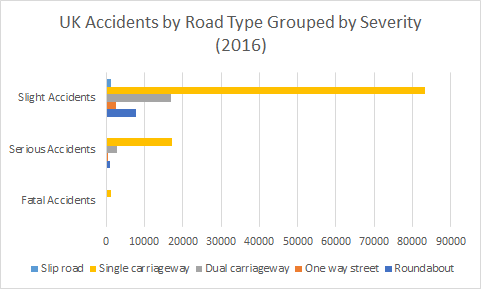 UK Accidents by Road Type Grouped by Severity
(2016)
Slight Accidents
Serious Accidents
Fatal Accidents
0 10000 20000 30000 40000 50000 60000 70000 80000 90000
Slip road Single carriageway Dual carriageway One way street Roundabout